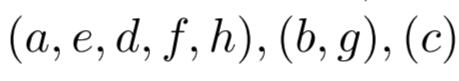 (a, e, d, f, h), (b, g), (c)